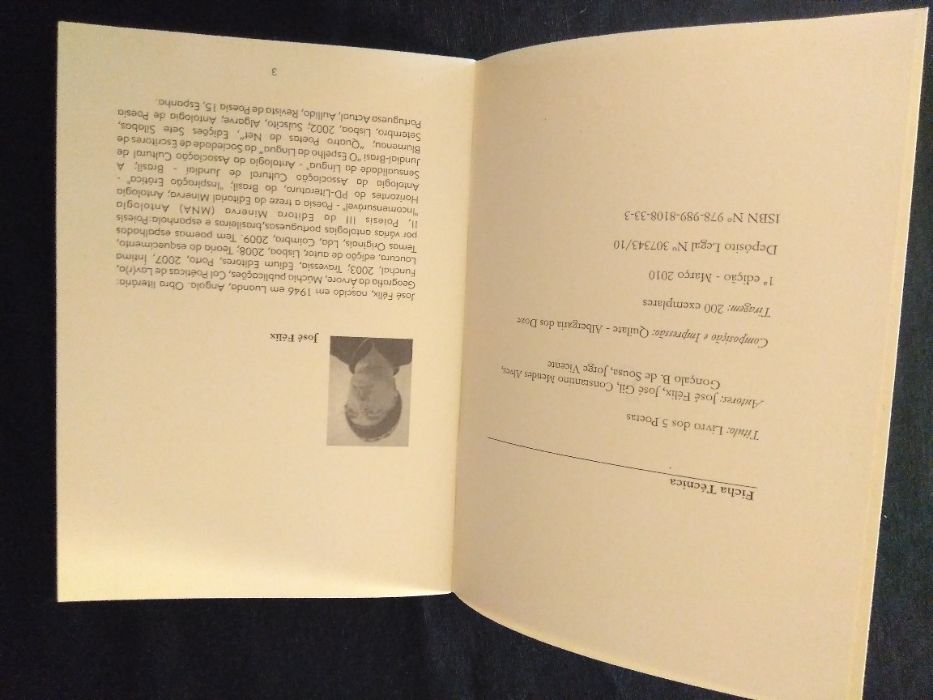 Ficha Técnica
Título: Livro dos 5 Poetas
Autores: José Félix, José Gil, Constantino Mendes Alves,
Gonçalo B. de Sousa, Jorge Vicente
Composição e Impressão: Quilate - Albergaria dos Doze
Tiragem: 200 exemplares
1ª edição - Março 2010
Depósito Legal Nº 307343/10
ISBN Nº 978-989-8108-33-3
José Félix
José Félix, nascido em 1946 em Luanda, Angola. Obra literária:
Geografia da Árvore, Múchia publicações, Col Poéticas de Lav(r)a,
Funchal, 2003, Travessia, Edium Editores, Porto, 2007, Íntima
Loucura, edição de autor, Lisboa, 2008; Teoria do esquecimento,
Temas Originais, Lda, Coimbra, 2009. Tem poemas espalhados
por várias antologias portuguesas,brasileiras e espanhola:Poiesis
II, Poiesis III da Editora Minerva (MNA) Antologia
"Incomensurável" - Poesia a treze da Editorial Minerva; Antologia
Horizontes do PD-Literatura, do Brasil; "Inspiração Erótica" -
Antologia da Associação Cultural de Jundiaí - Brasil; A
Sensualidade da Língua" - Antologia da Associação Cultural de
Jundiaí-Brasi "O Espelho da Língua" da Sociedade de Escritores de
Blumenau; "Quatro Poetas da Net", Edições Sete Sílabas,
Setembro, Lisboa, 2002; Sulscito, Algarve; Antologia de Poesia
Portuguesa Actual, Aullido, Revista de Poesia 15, Espanha.
3